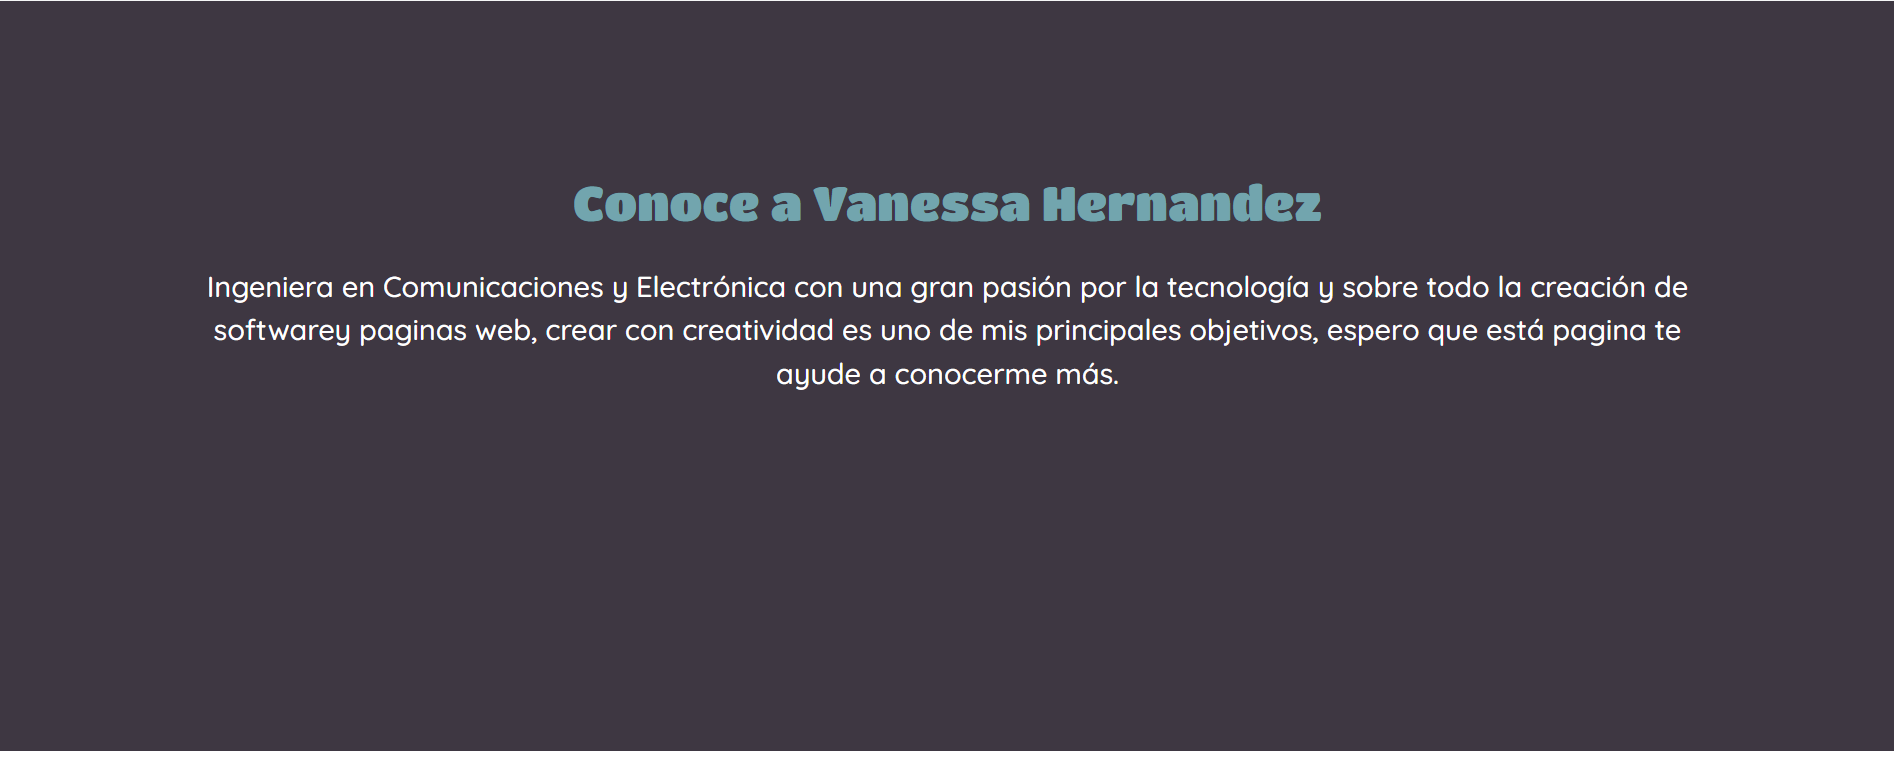 Conoce a Vanessa Hernandez
Ingeniera en Comunicaciones y Electrónica con una gran pasión por la tecnología y sobre todo la creación de
softwarey paginas web, crear con creatividad es uno de mis principales objetivos, espero que está pagina te
ayude a conocerme más.